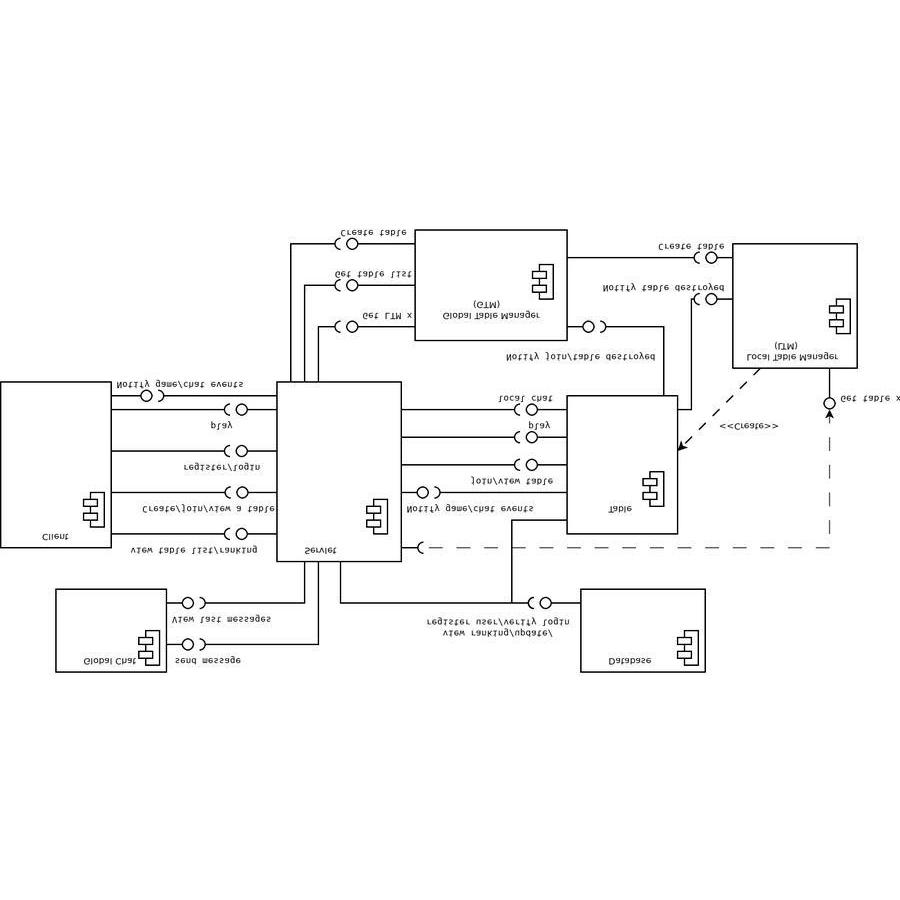 Global Chat
send message
Database
View last messages
view ranking/update/
register user/verify login
view table list/ranking
Client
Servlet
Create/join/view a table
Notify game/chat events
Table
join/view table
register/login
play
play
<<Create>>
local chat
Get table x
Notify game/chat events
Notify join/table destroyed
Local Table Manager
(LTM)
Get LTM x
Global Table Manager
(GTM)
Notify table destroyed
Get table list
Create table
Create table